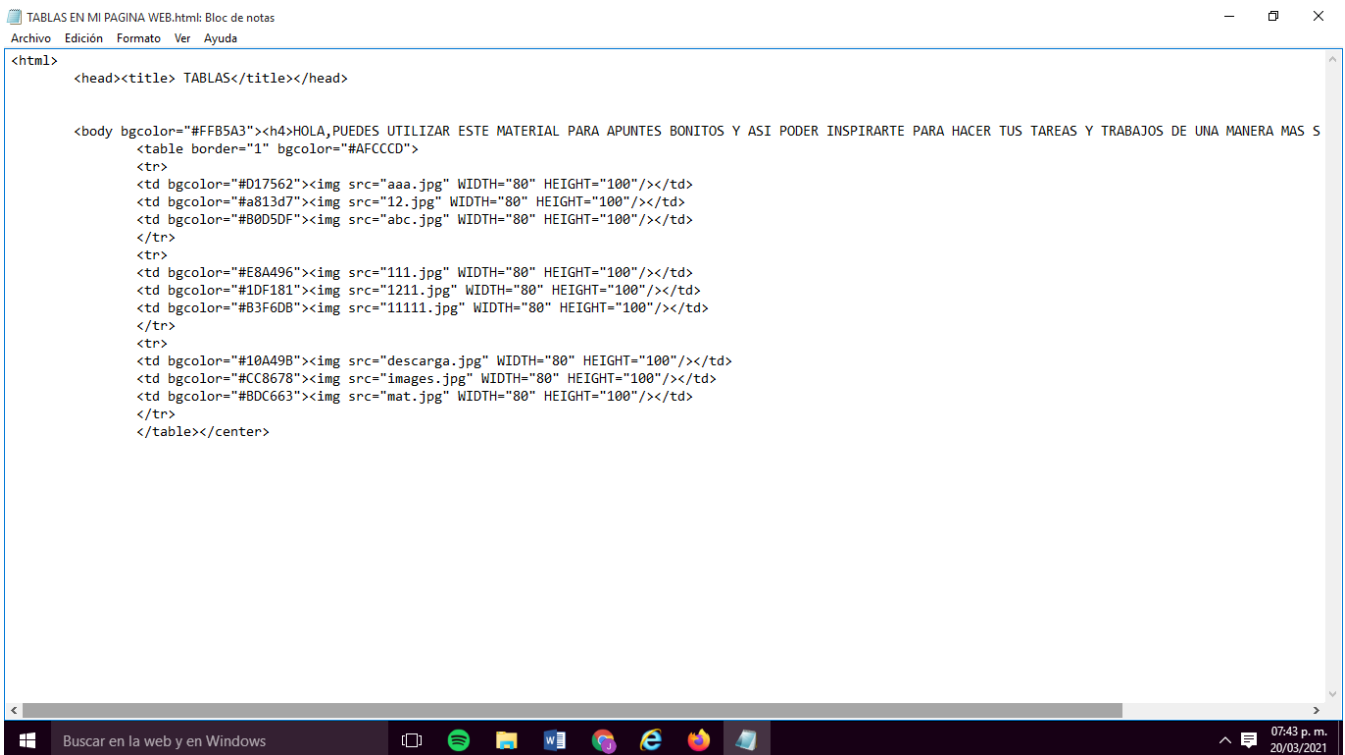 TABLAS EN MI PAGINA WEB.html: Bloc de notas
Archivo Edición Formato Ver Ayuda
<html>
<head><title> TABLAS</title></head>
<body bgcolor="#FFB5A3"><h4>HOLA,PUEDES UTILIZAR ESTE MATERIAL PARA APUNTES BONITOS Y ASI PODER INSPIRARTE PARA HACER TUS TAREAS Y TRABAJOS DE UNA MANERA MAS S
<table border="1" bgcolor="#AFCCCD">
<tr>
<td bgcolor="#D17562"><img src="aaa.jpg" WIDTH="80" HEIGHT="100"/></td>
<td bgcolor="#a813d7"><img src="12.jpg" WIDTH="80" HEIGHT="100"/></td>
<td bgcolor="#B0D5DF"><img src="abc.jpg" WIDTH="80" HEIGHT="100"/></td>
</tr>
<tr>
<td bgcolor="#E8A496"><img src="111.jpg" WIDTH="80" HEIGHT="100"/></td>
<td bgcolor="#1DF181"><img src="1211.jpg" WIDTH="80" HEIGHT="100"/></td>
<td bgcolor="#B3F6DB"><img src="11111.jpg" WIDTH="80" HEIGHT="100"/></td>
</tr>
<tr>
<td bgcolor="#10A49B"><img src="descarga.jpg" WIDTH="80" HEIGHT="100"/></td>
<td bgcolor="#CC8678"><img src="images.jpg" WIDTH="80" HEIGHT="100"/></td>
<td bgcolor="#BDC663"><img src="mat.jpg" WIDTH="80" HEIGHT="100"/></td>
</tr>
</table></center>
Buscar en la web y en Windows
07:43 p. m.
20/03/2021